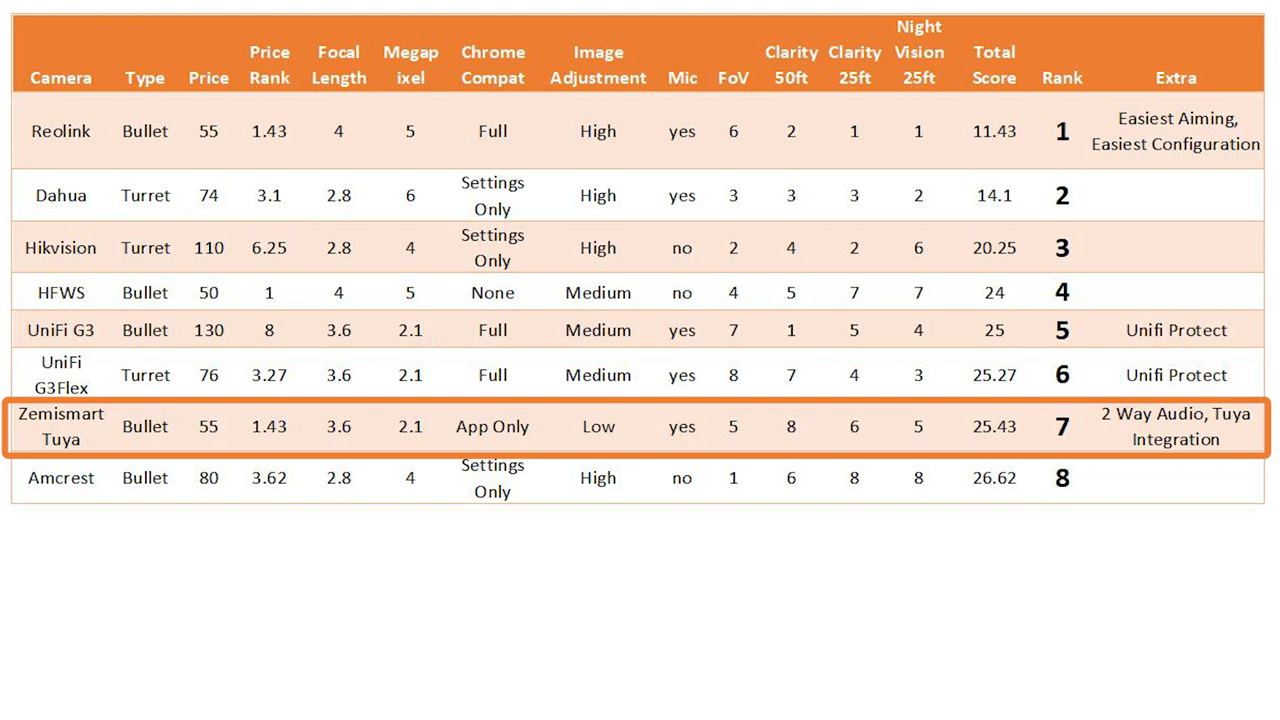 Camera Type Price Price Rank Focal Length Megap ixel Chrome Compat Image Adjustment Mic FoV Clarity 50ft Clarity 25ft Night Vision 25ft Total Score Rank Extra
Reolink Bullet 55 1.43 4 5 Full High yes 6 2 1 1 11.43 1 Easiest Aiming, Easiest Configuration
Dahua Turret 74 3.1 2.8 6 Settings Only High yes 3 3 3 2 14.1 2
Hikvision Turret 110 6.25 2.8 4 Settings Only High no 2 4 2 6 20.25 3
HFWS Bullet 50 1 4 5 None Medium no 4 5 7 7 24 4
UniFi G3 Bullet 130 8 3.6 2.1 Full Medium yes 7 1 5 4 25 5 Unifi Protect
UniFi G3Flex Turret 76 3.27 3.6 2.1 Full Medium yes 8 7 4 3 25.27 6 Unifi Protect
Zemismart Tuya Bullet 55 1.43 3.6 2.1 App Only Low yes 5 8 6 5 25.43 7 2 Way Audio, Tuya Integration
Amcrest Bullet 80 3.62 2.8 4 Settings Only High no 1 6 8 8 26.62 8